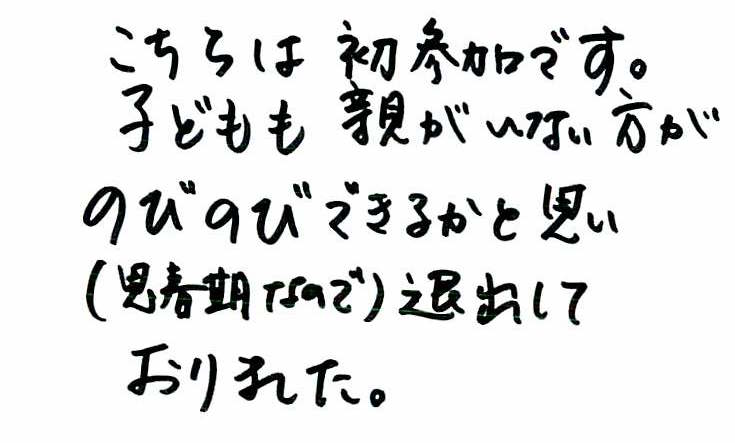 こちらは初参加です。
子どもも親がいない方が
のびのびできるかと思い
(思春期なので)退出して
おりました。